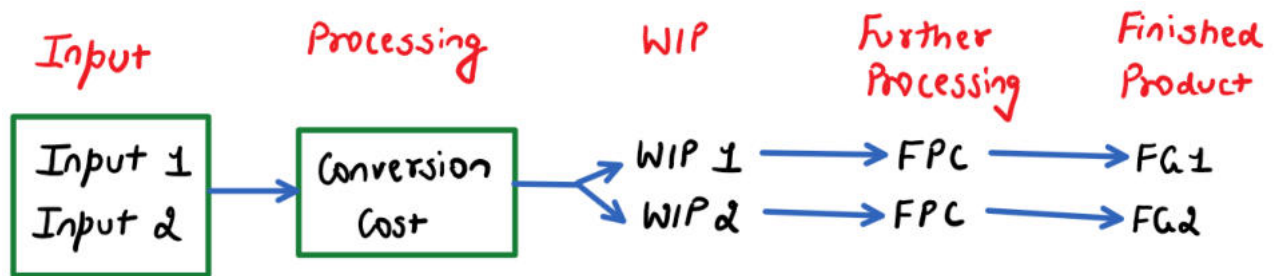 Input
Processing
WIP
Further
Processing
Finished
Product
Input 1
Input 2
Conversion
Cost
WIP 1
FPC
FG1
WIP 2
FPC
FG2